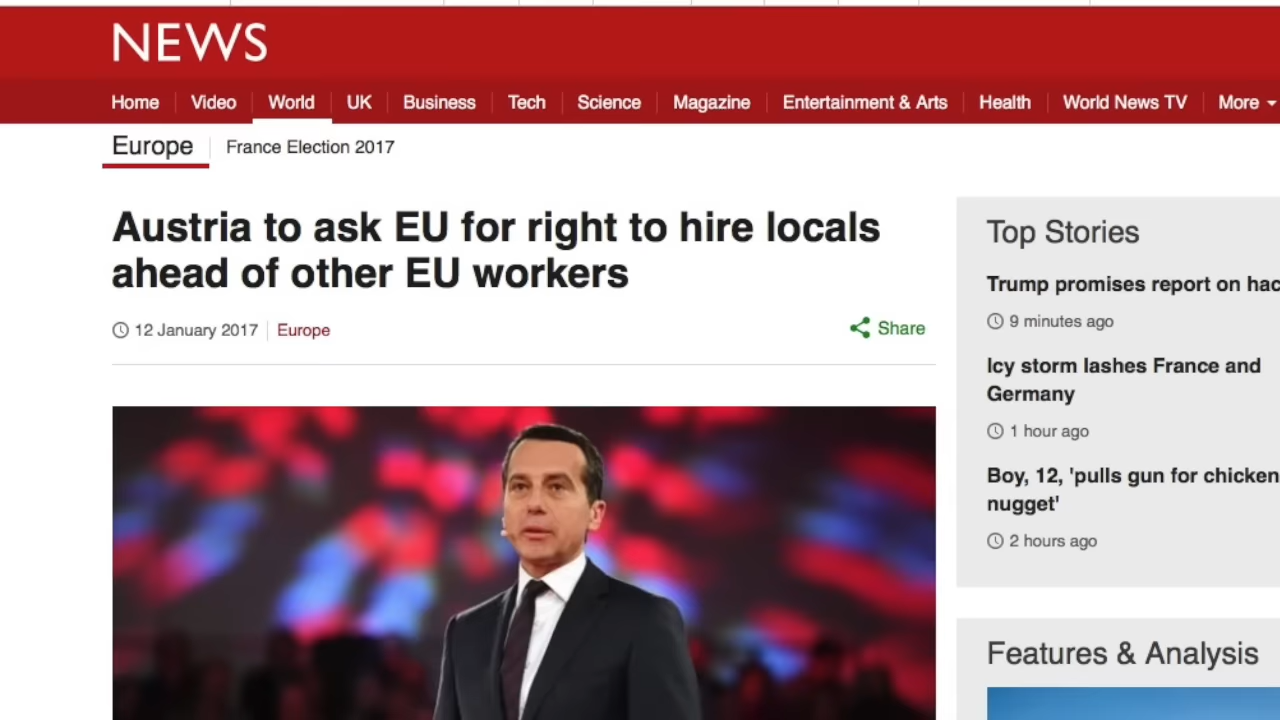 NEWS
Home Video World UK Business Tech Science Magazine Entertainment & Arts Health World News TV More
Europe France Election 2017
Austria to ask EU for right to hire locals
ahead of other EU workers
12 January 2017 Europe
Share
Top Stories
Trump promises report on
9 minutes ago
Icy storm lashes France and
Germany
1 hour ago
Boy, 12, 'pulls gun for chicken
nugget'
2 hours ago
Features & Analysis